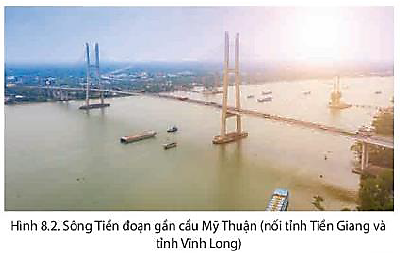 Hình 8.2. Sông Tiền đoạn gần cầu Mỹ Thuận (nối tỉnh Tiền Giang và
tỉnh Vĩnh Long)